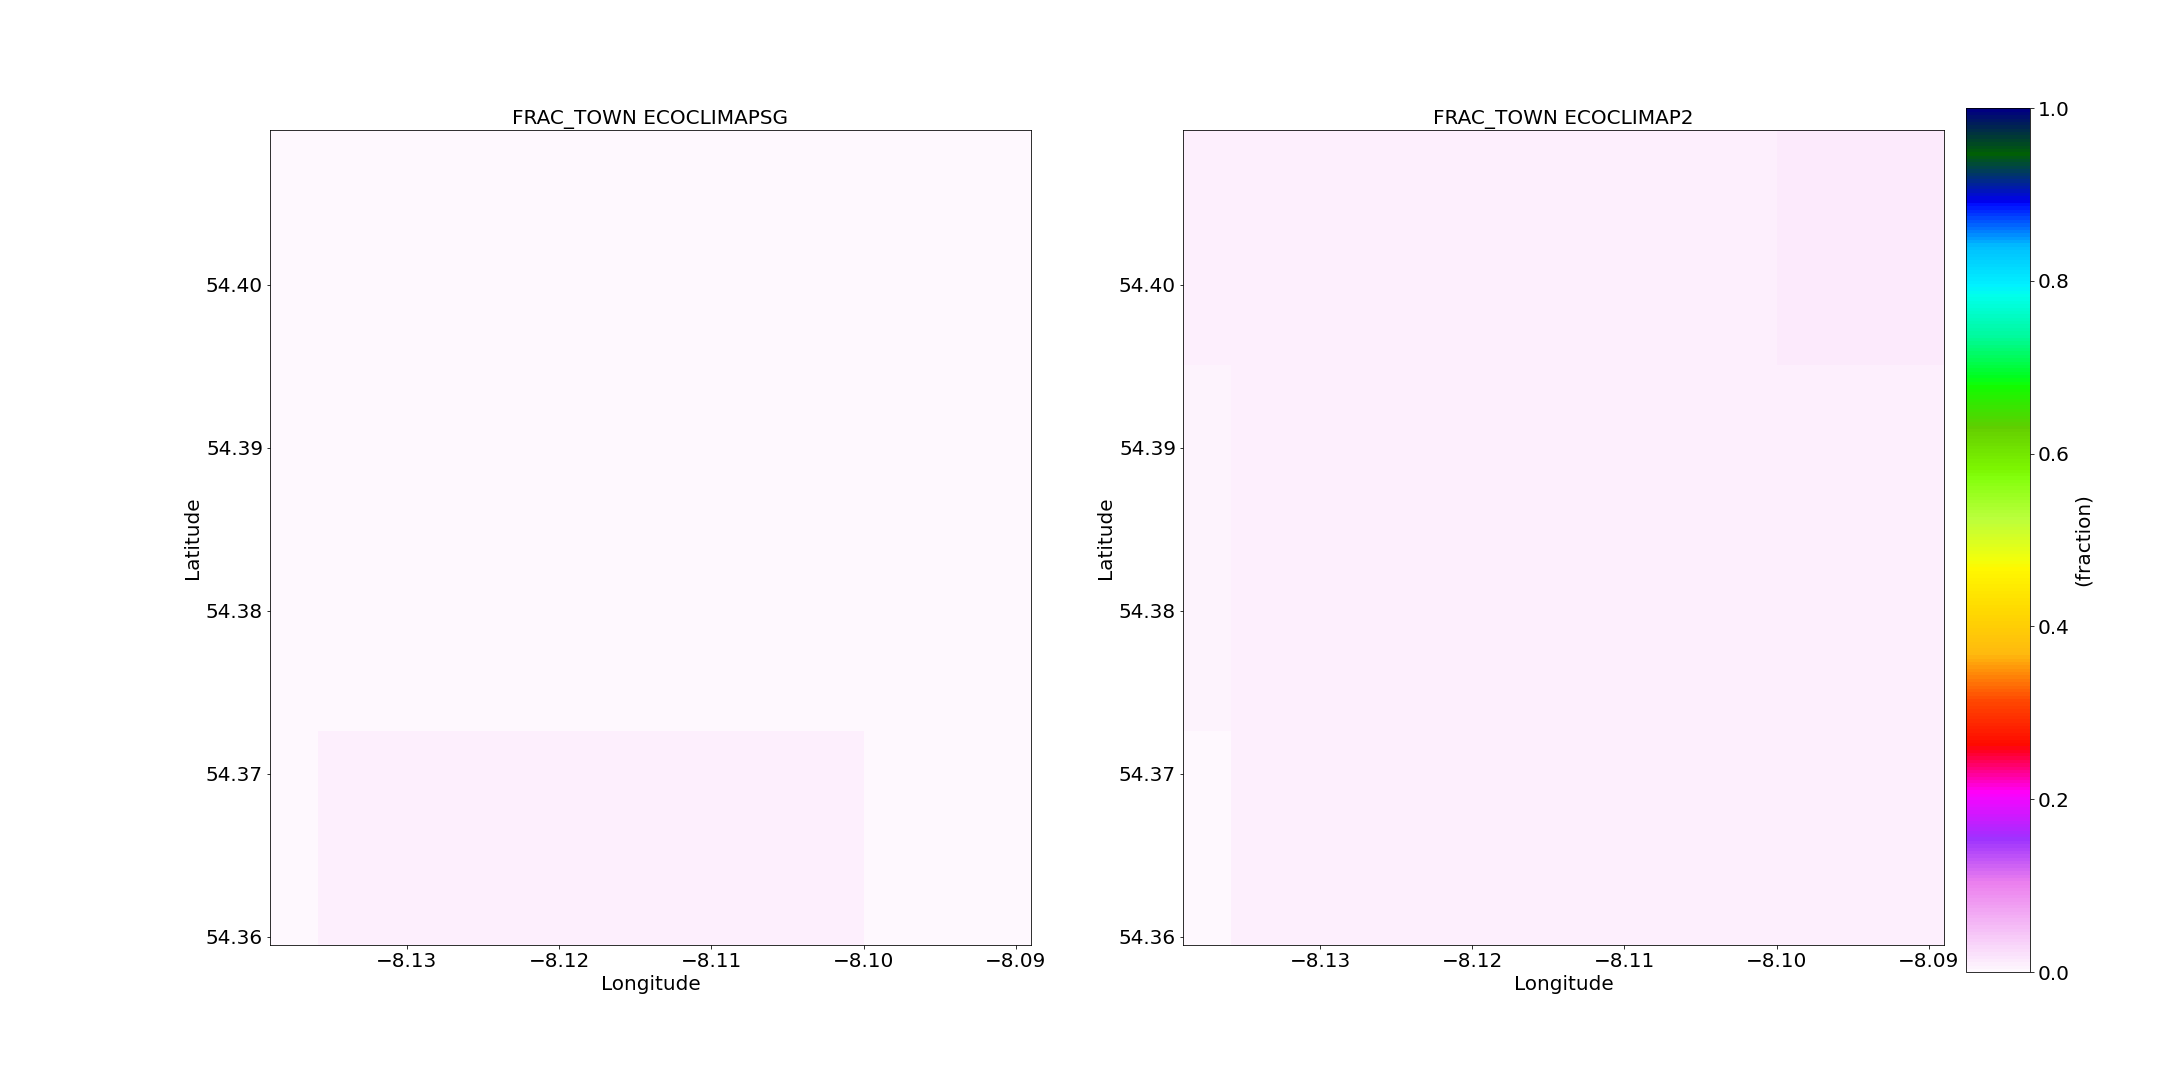 FRAC_TOWN ECOCLIMAPSG
54.40
54.39
54.38
54.37
54.36
Latitude
−8.13 −8.12 −8.11 −8.10 −8.09
Longitude
FRAC_TOWN ECOCLIMAP2
54.40
54.39
54.38
54.37
54.36
Latitude
−8.13 −8.12 −8.11 −8.10 −8.09
Longitude
1.0
0.8
0.6
0.4
0.2
0.0
(fraction)